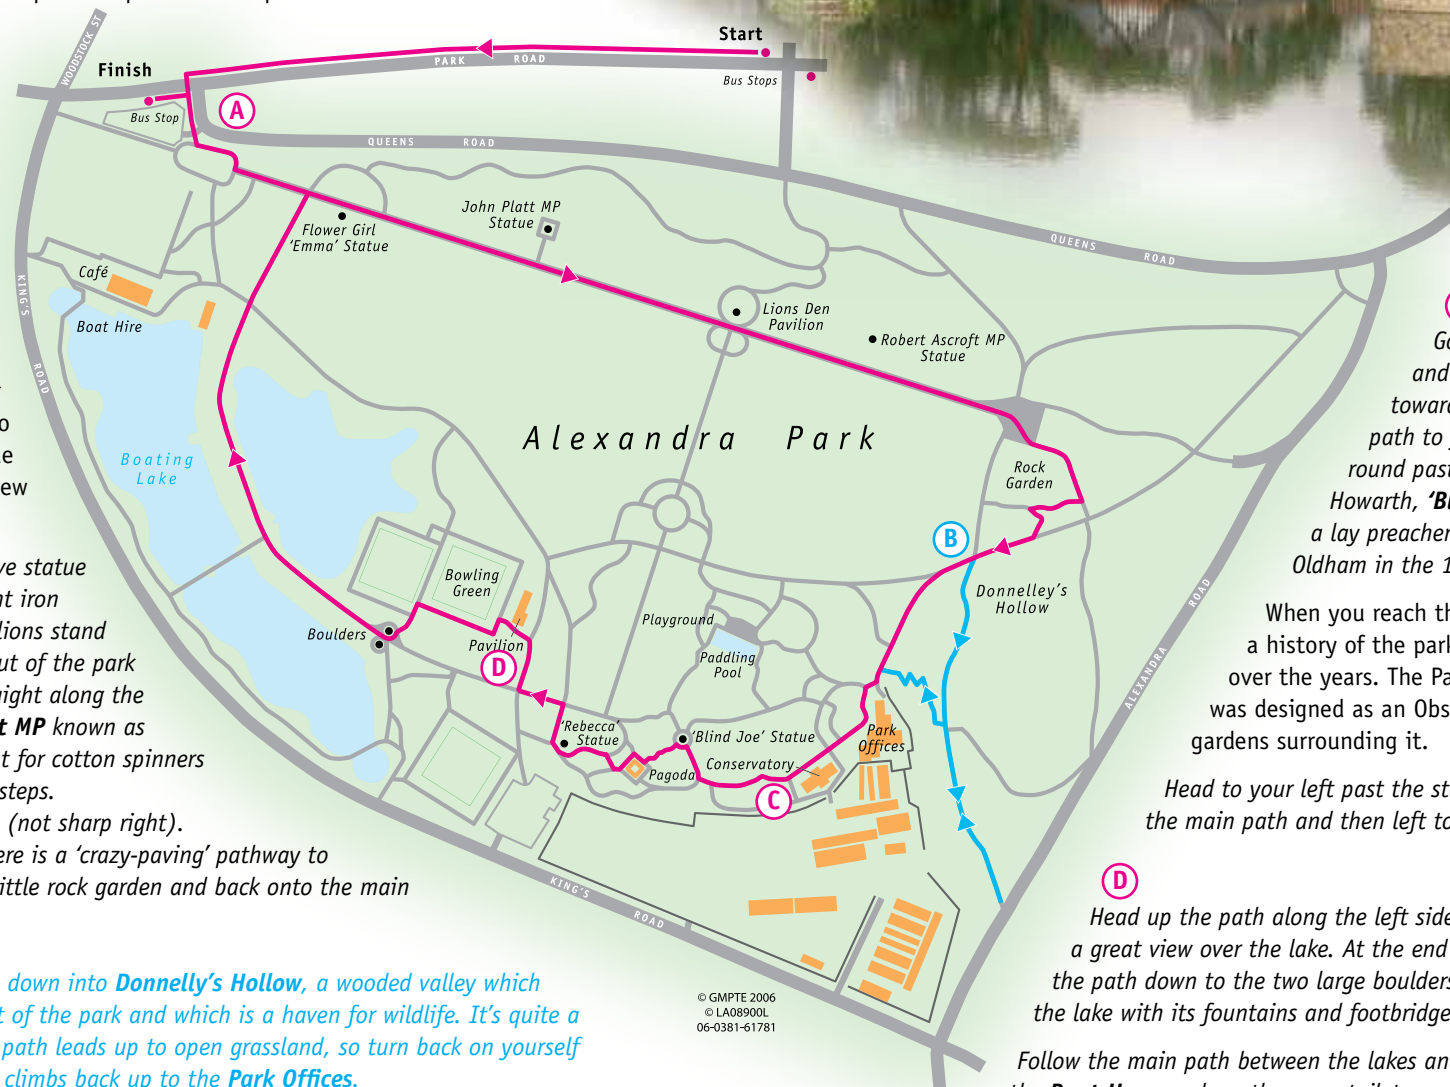 WOODSTOCK ST
Finish
Start
PARK ROAD
Bus Stops
Bus Stop
A
QUEENS ROAD
John Platt MP
Statue
Flower Girl
'Emma' Statue
QUEENS ROAD
Café
KING'S ROAD
Boat Hire
Lions Den
Pavilion
Robert Ascroft MP
Statue
Alexandra Park
Boating
Lake
Rock
Garden
B
Bowling
Green
Donnelley's
Hollow
Boulders
Pavilion
D
Playground
Paddling
Pool
ALEXANDRA ROAD
'Rebecca'
Statue
'Blind Joe' Statue
Park
Offices
Pagoda
Conservatory
C
KING'S ROAD
© GMPTE 2006
© LA08900L
06-0381-61781
ew
ve statue
nt iron
lions stand
ut of the park
aight along the
t MP known as
t for cotton spinners
steps.
(not sharp right).
ere is a 'crazy-paving' pathway to
ittle rock garden and back onto the main
down into Donnelly's Hollow, a wooded valley which
t of the park and which is a haven for wildlife. It's quite a
path leads up to open grassland, so turn back on yourself
climbs back up to the Park Offices.
Go
and
toward
path to
round past
Howarth, 'Bl
a lay preacher
Oldham in the 1
When you reach th
a history of the park
over the years. The Pa
was designed as an Obs
gardens surrounding it.
Head to your left past the st
the main path and then left to
D
Head up the path along the left side
a great view over the lake. At the end
the path down to the two large boulders
the lake with its fountains and footbridge
Follow the main path between the lakes an